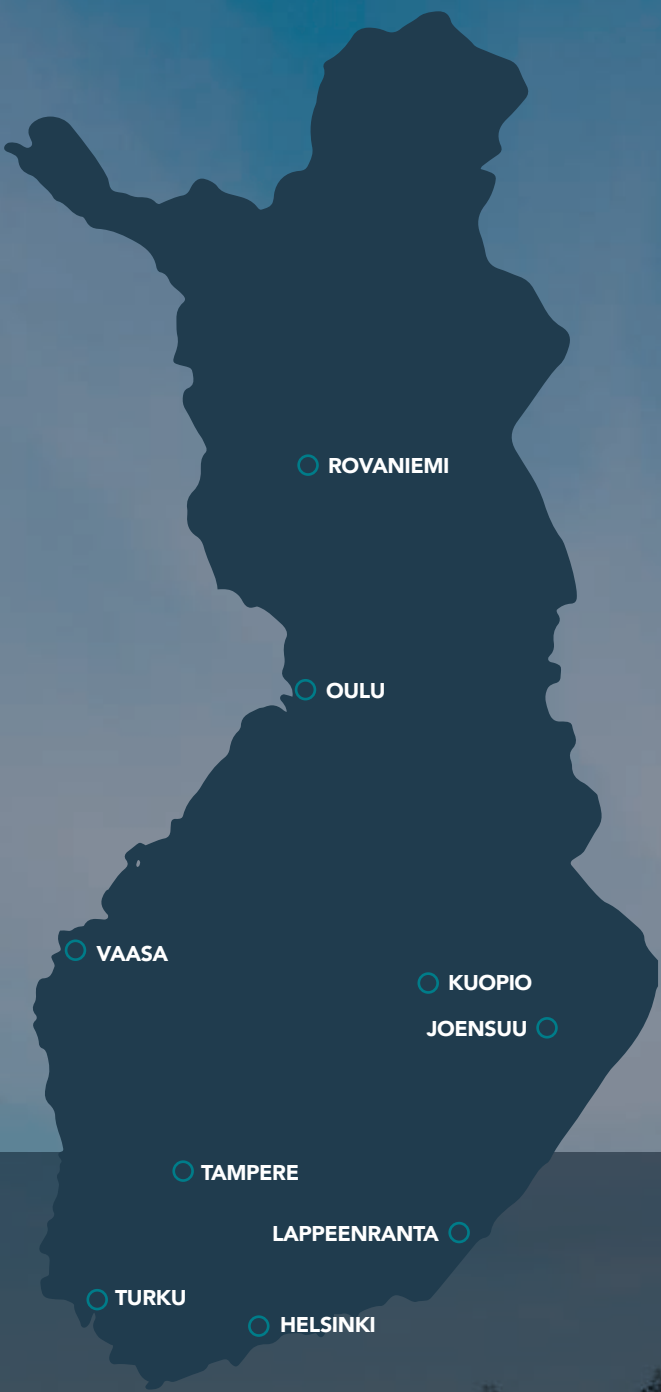 ROVANIEMI
OULU
VAASA
KUOPIO
JOENSUU
TAMPERE
LAPPEENRANTA
TURKU
HELSINKI